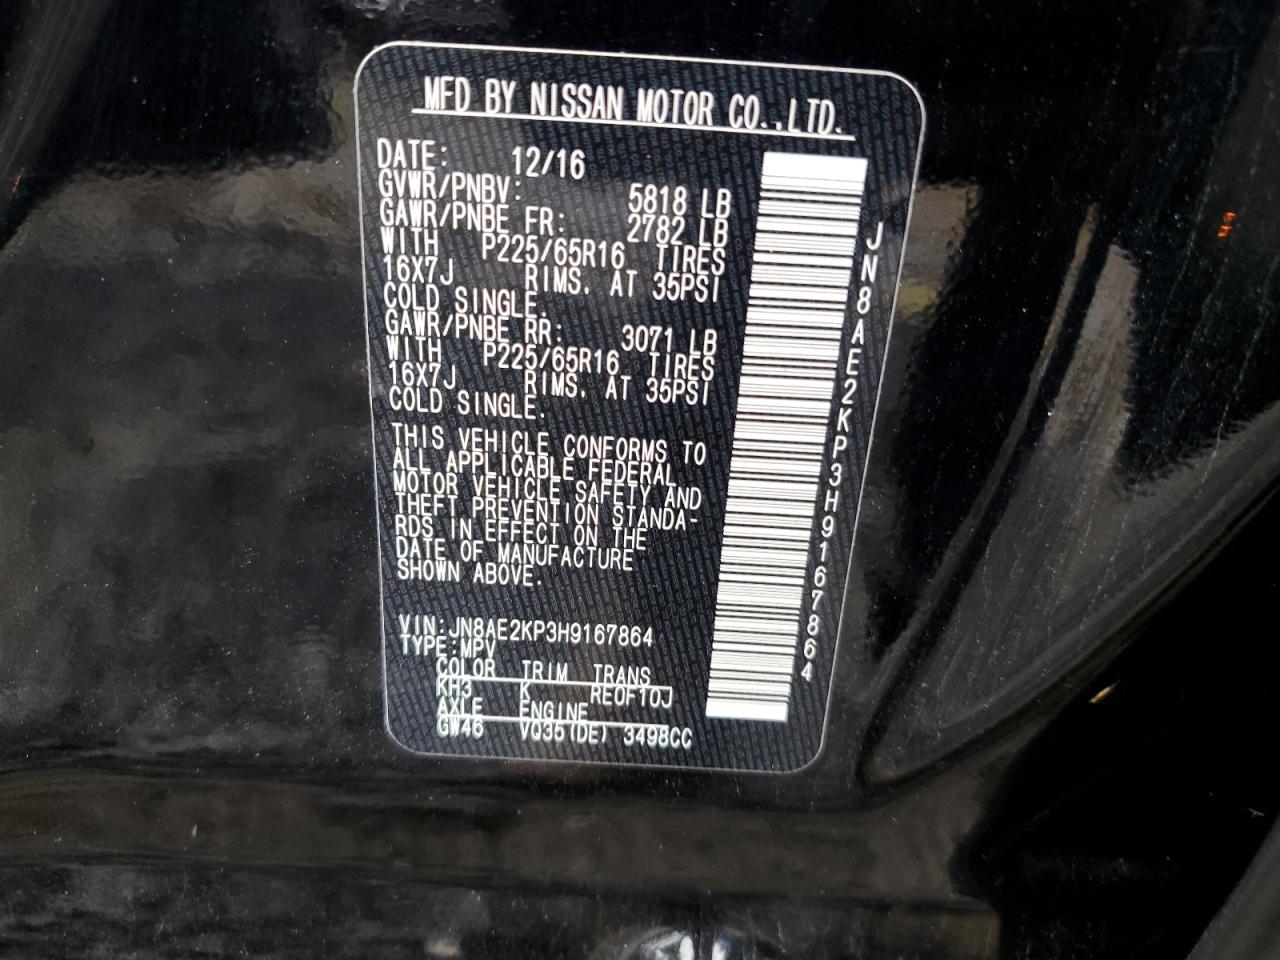 MFD BY NISSAN MOTOR CO.,LTD.
DATE: 12/16
GVWR/PNBV: 5818 LB
GAWR/PNBE FR: 2782 LB
WITH P225/65R16 TIRES
16X7J RIMS, AT 35PSI
COLD SINGLE.
GAWR/PNBE RR: 3071 LB
WITH P225/65R16 TIRES
16X7J RIMS, AT 35PSI
COLD SINGLE.
THIS VEHICLE CONFORMS TO
ALL APPLICABLE FEDERAL
MOTOR VEHICLE SAFETY AND
THEFT PREVENTION STANDA-
RDS IN EFFECT ON THE
DATE OF MANUFACTURE
SHOWN ABOVE.
VIN:JN8AE2KP3H9167864
TYPE:MPV
COLOR TRIM TRANS
KH3 K RE0F10J
AXLE ENGINE
GW46 VQ35(DE) 3498CC
JN8AE2KP3H9167864